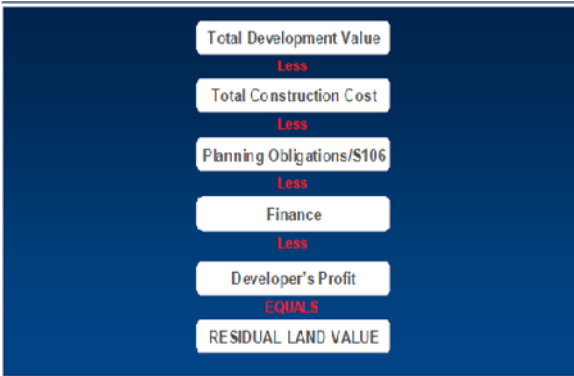 Total Development Value
Less
Total Construction Cost
Less
Planning Obligations/S106
Less
Finance
Less
Developer's Profit
EQUALS
RESIDUAL LAND VALUE